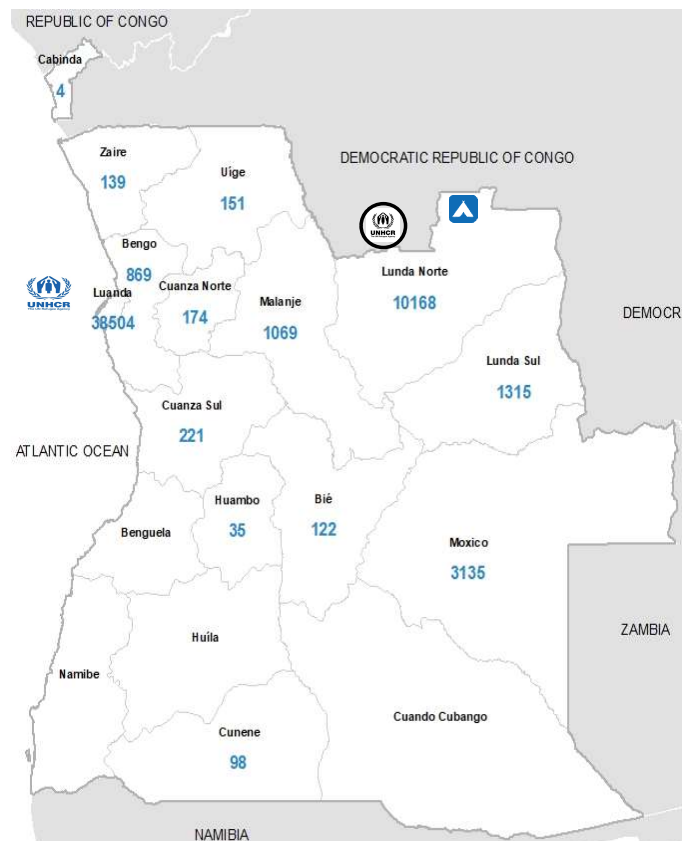 REPUBLIC OF CONGO
Cabinda
4
Zaire
139
Uíge
151
DEMOCRATIC REPUBLIC OF CONGO
UNHCR
Bengo
869
Lunda Norte
10168
UNHCR
Luanda
38504
Cuanza Norte
174
Malanje
1069
DEMOCR
Lunda Sul
1315
Cuanza Sul
221
ATLANTIC OCEAN
Huambo
35
Bié
122
Benguela
Moxico
3135
ZAMBIA
Huíla
Namibe
Cuando Cubango
Cunene
98
NAMIBIA